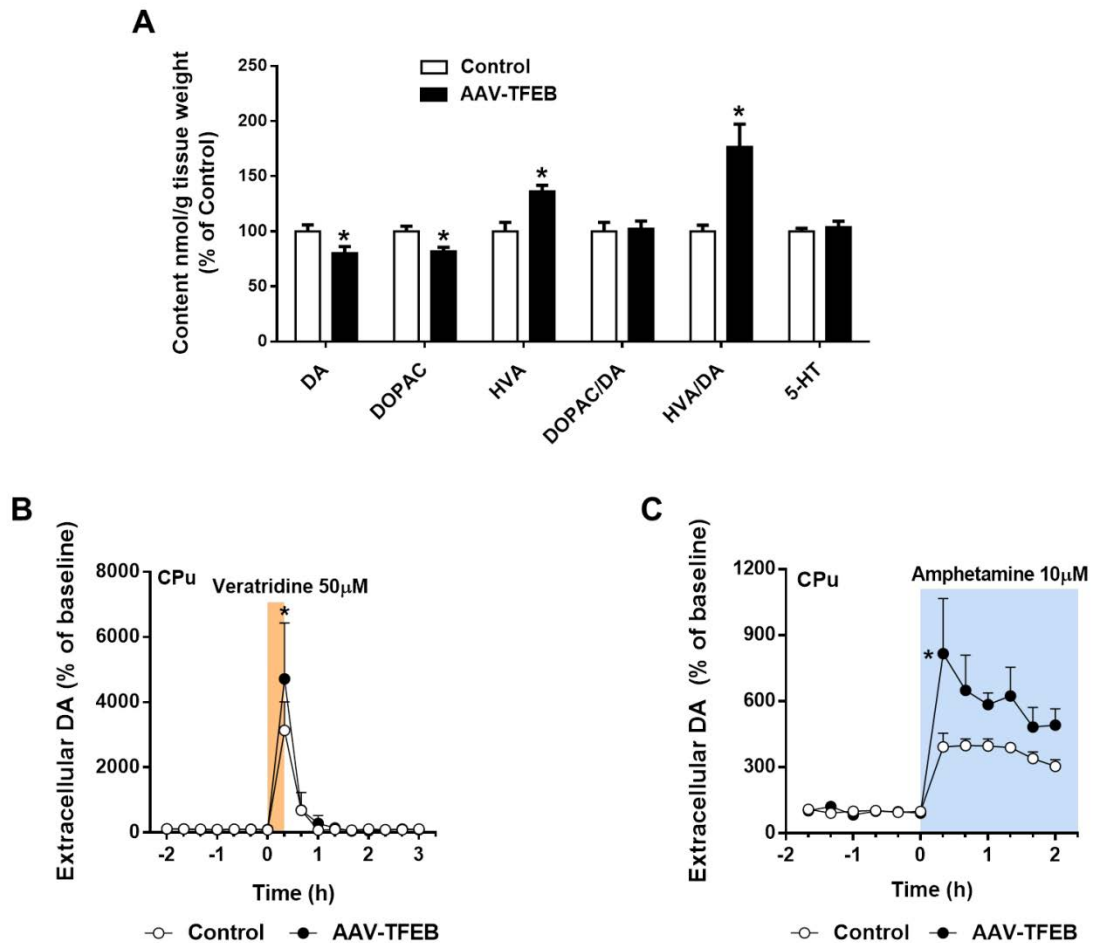 A
Content nmol/g tissue weight
(% of Control)
250
200
150
100
50
0
Control
AAV-TFEB
*
*
*
*
DA
DOPAC
HVA
DOPAC/DA
HVA/DA
5-HT
B
Extracellular DA (% of baseline)
8000
6000
4000
2000
0
CPu
Veratridine 50μM
*
-2
-1
0
1
2
3
Time (h)
Control
AAV-TFEB
C
Extracellular DA (% of baseline)
1200
900
600
300
0
CPu
Amphetamine 10μM
*
-2
-1
0
1
2
Time (h)
Control
AAV-TFEB